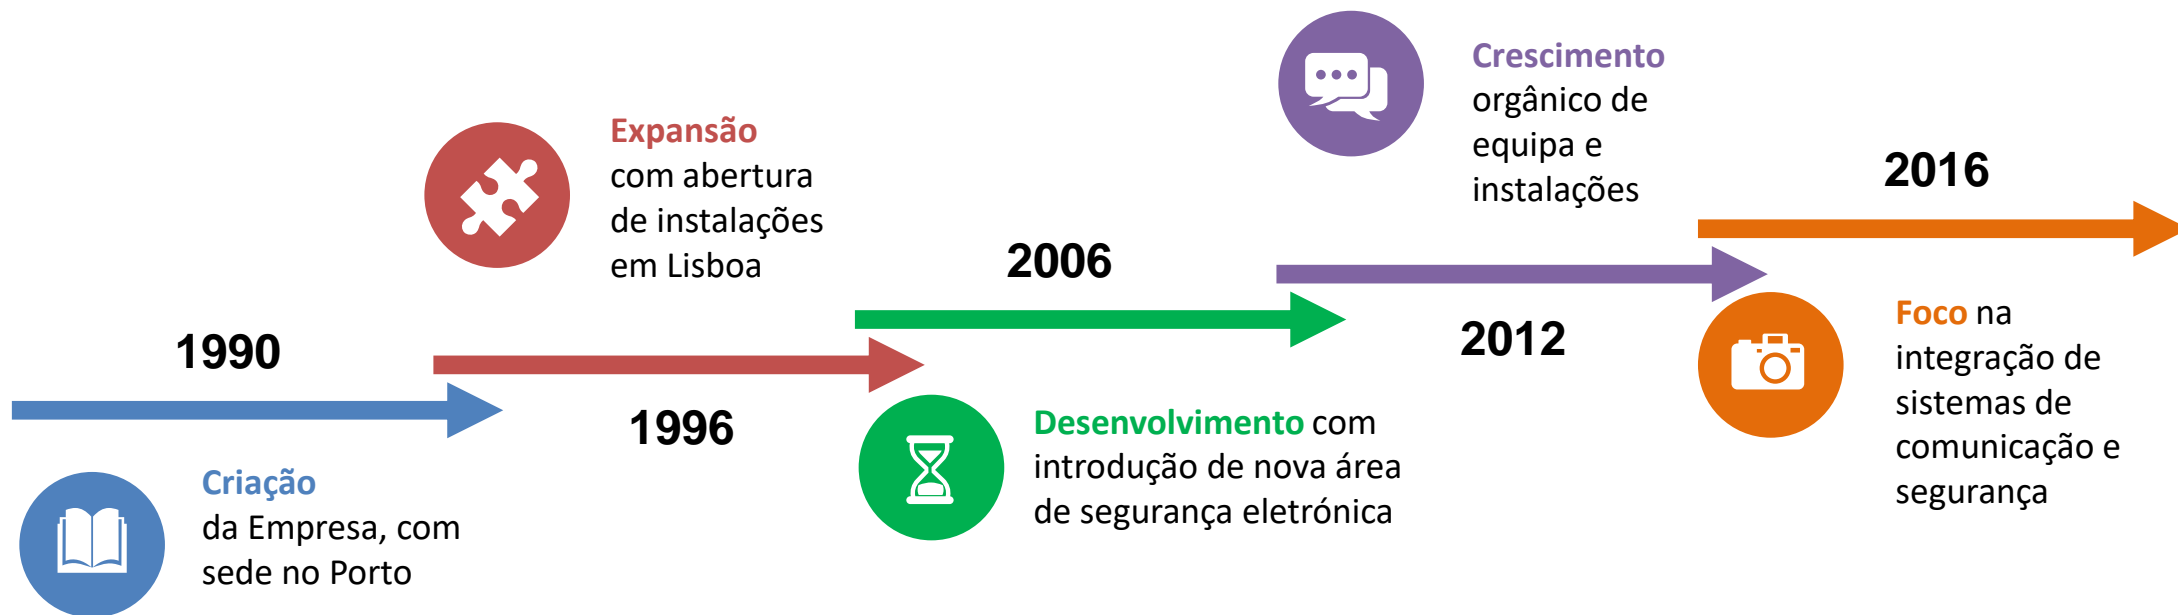 1990
Criação
da Empresa, com
sede no Porto
Expansão
com abertura
de instalações
em Lisboa
1996
2006
Desenvolvimento com
introdução de nova área
de segurança eletrónica
Crescimento
orgânico de
equipa e
instalações
2012
2016
Foco na
integração de
sistemas de
comunicação e
segurança